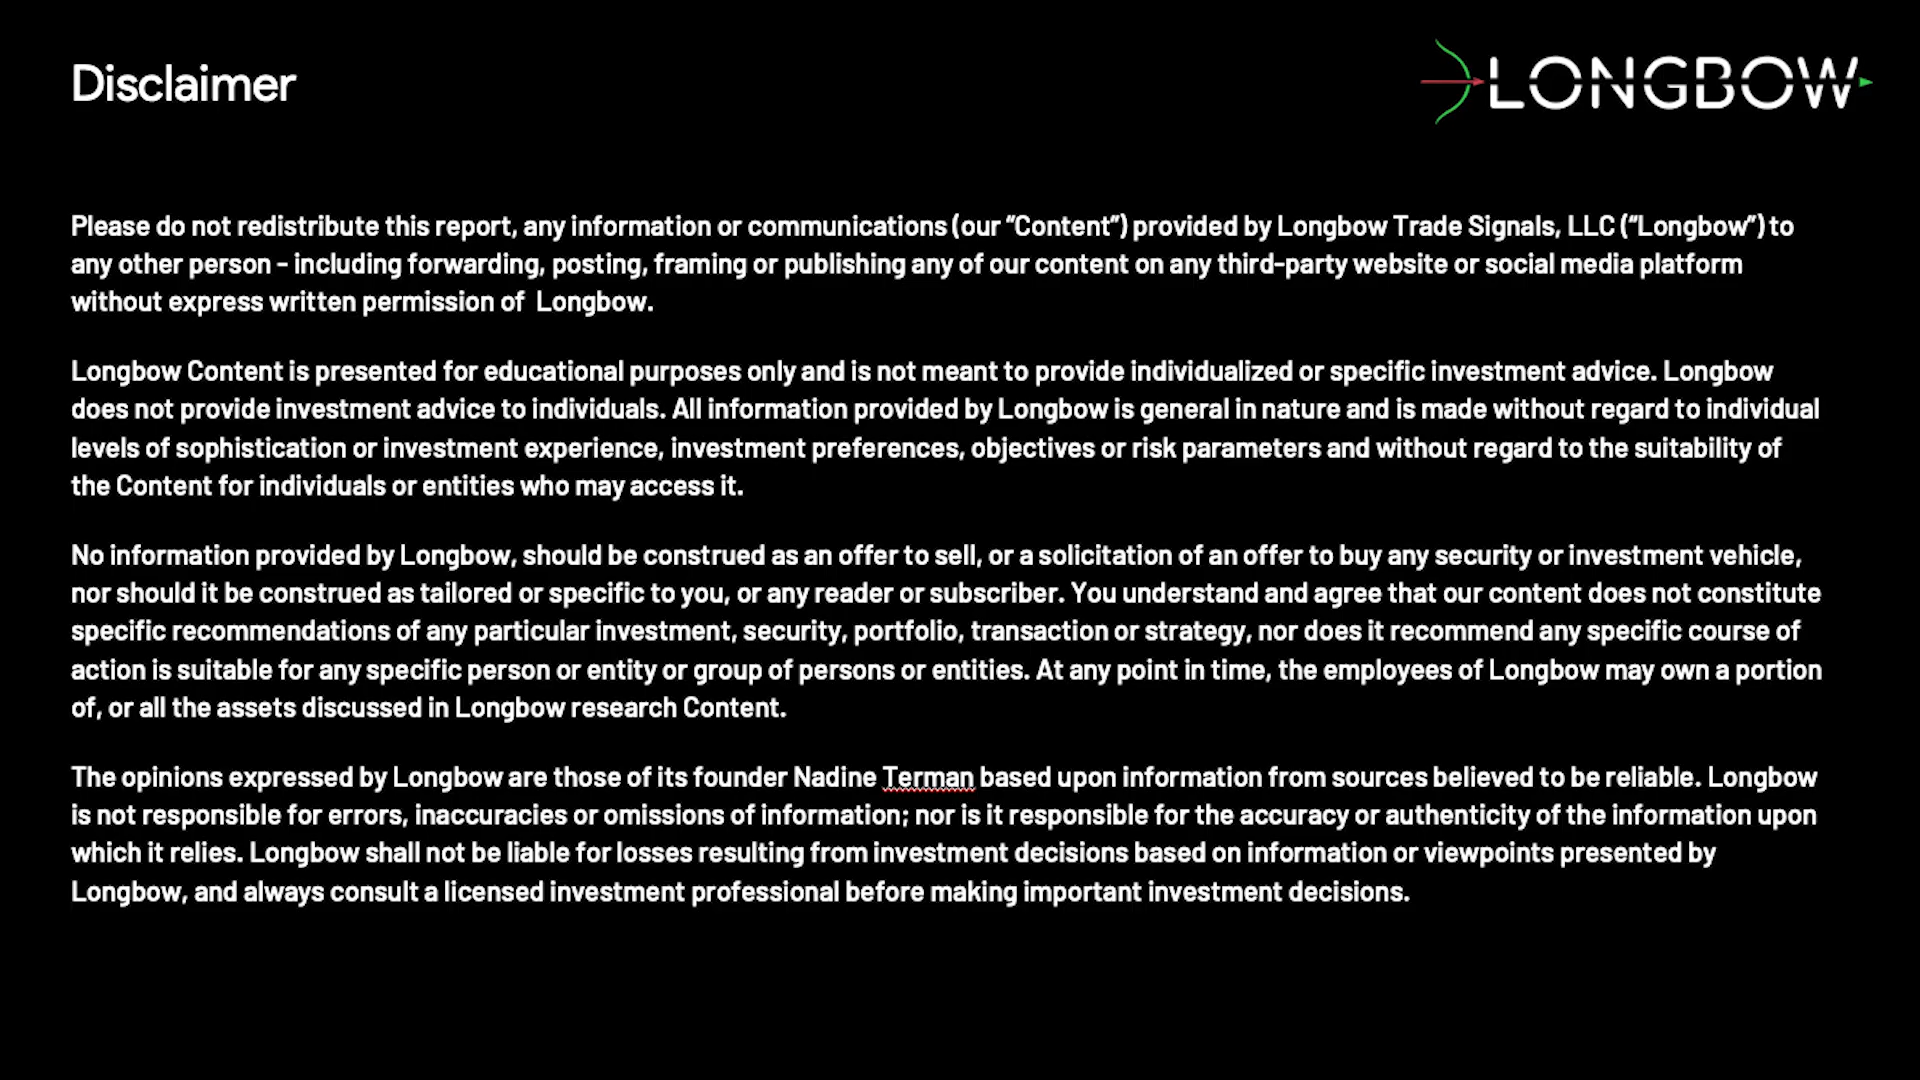 Disclaimer
LONGBOW
Please do not redistribute this report, any information or communications (our “Content”) provided by Longbow Trade Signals, LLC (“Longbow”) to
any other person - including forwarding, posting, framing or publishing any of our content on any third-party website or social media platform
without express written permission of  Longbow.
Longbow Content is presented for educational purposes only and is not meant to provide individualized or specific investment advice. Longbow
does not provide investment advice to individuals. All information provided by Longbow is general in nature and is made without regard to individual
levels of sophistication or investment experience, investment preferences, objectives or risk parameters and without regard to the suitability of
the Content for individuals or entities who may access it.
No information provided by Longbow, should be construed as an offer to sell, or a solicitation of an offer to buy any security or investment vehicle,
nor should it be construed as tailored or specific to you, or any reader or subscriber. You understand and agree that our content does not constitute
specific recommendations of any particular investment, security, portfolio, transaction or strategy, nor does it recommend any specific course of
action is suitable for any specific person or entity or group of persons or entities. At any point in time, the employees of Longbow may own a portion
of, or all the assets discussed in Longbow research Content.
The opinions expressed by Longbow are those of its founder Nadine Terman based upon information from sources believed to be reliable. Longbow
is not responsible for errors, inaccuracies or omissions of information; nor is it responsible for the accuracy or authenticity of the information upon
which it relies. Longbow shall not be liable for losses resulting from investment decisions based on information or viewpoints presented by
Longbow, and always consult a licensed investment professional before making important investment decisions.